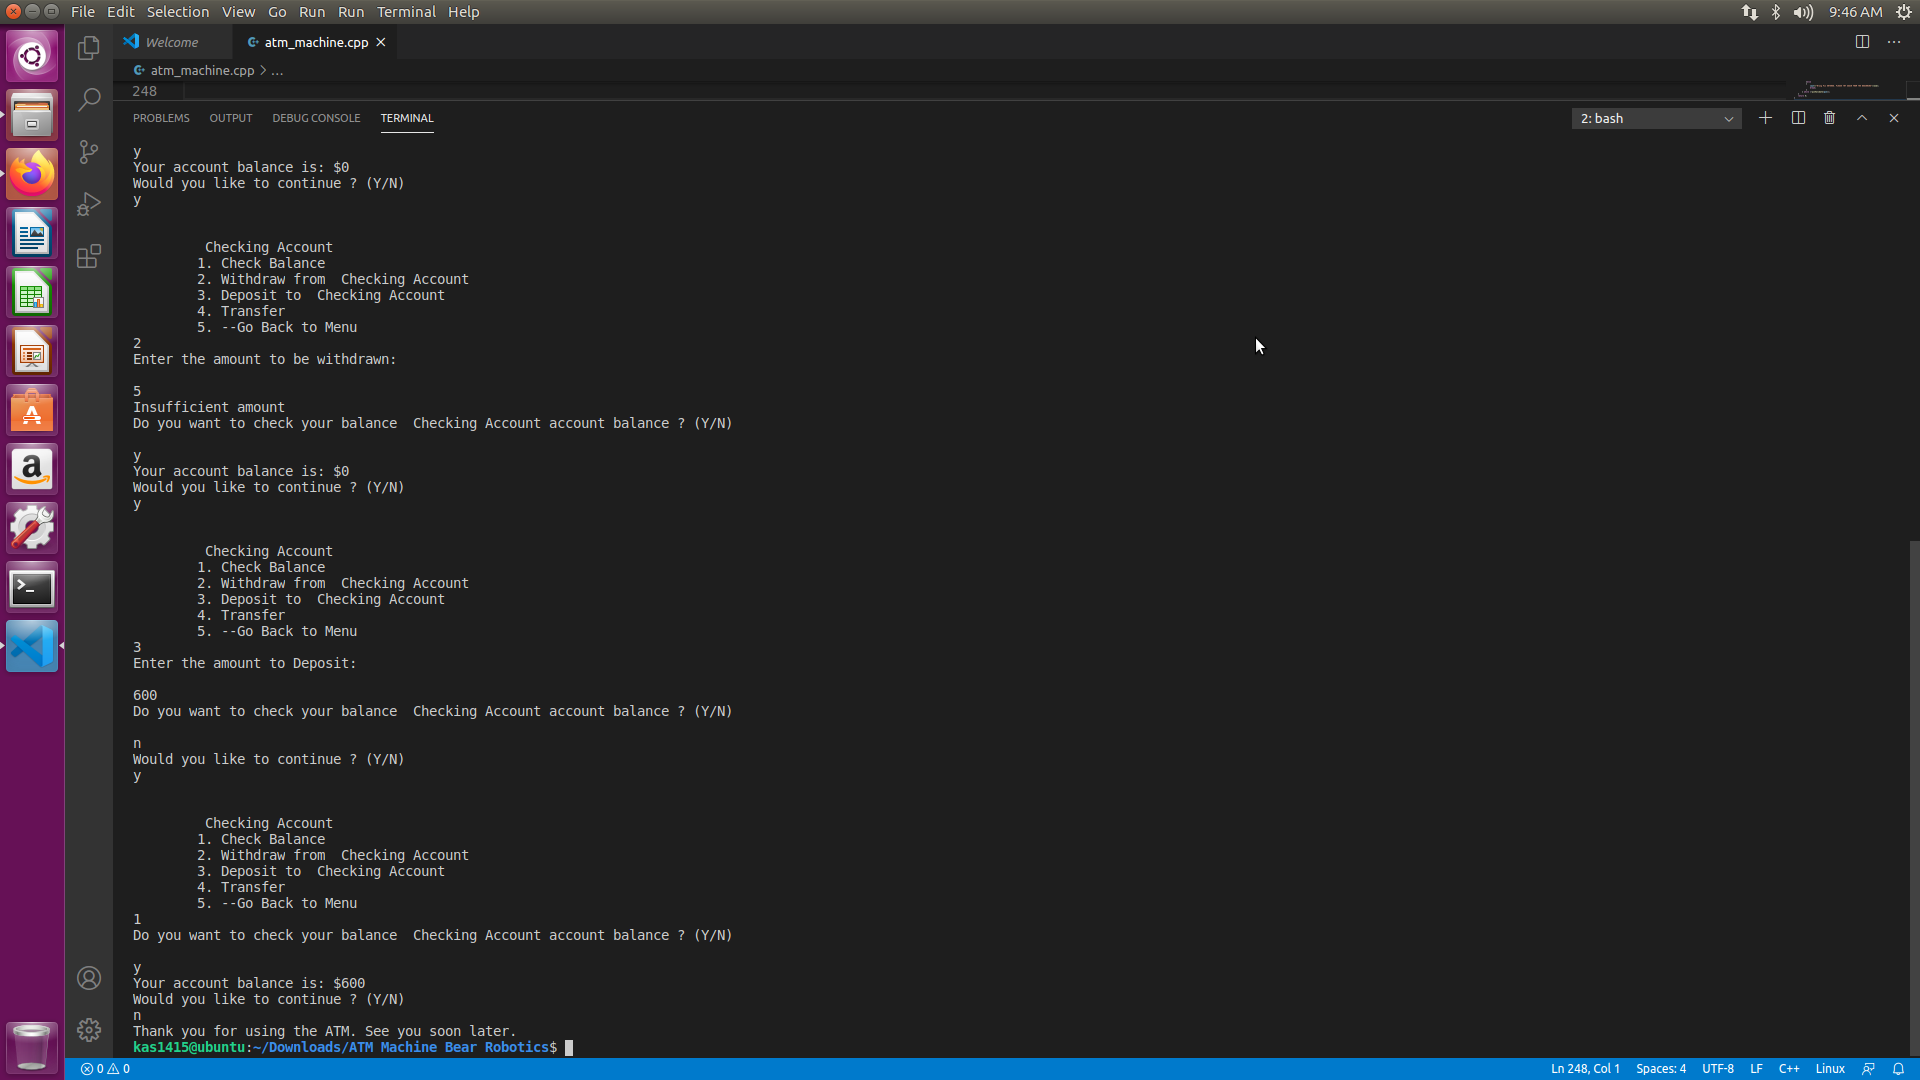 File Edit Selection View Go Run Run Terminal Help 9:46 AM
Welcome atm_machine.cpp
atm_machine.cpp > ...
248
PROBLEMS OUTPUT DEBUG CONSOLE TERMINAL 2: bash
y
Your account balance is: $0
Would you like to continue ? (Y/N)
y
Checking Account
1. Check Balance
2. Withdraw from  Checking Account
3. Deposit to  Checking Account
4. Transfer
5. --Go Back to Menu
2
Enter the amount to be withdrawn:
5
Insufficient amount
Do you want to check your balance  Checking Account account balance ? (Y/N)
y
Your account balance is: $0
Would you like to continue ? (Y/N)
y
Checking Account
1. Check Balance
2. Withdraw from  Checking Account
3. Deposit to  Checking Account
4. Transfer
5. --Go Back to Menu
3
Enter the amount to Deposit:
600
Do you want to check your balance  Checking Account account balance ? (Y/N)
n
Would you like to continue ? (Y/N)
y
Checking Account
1. Check Balance
2. Withdraw from  Checking Account
3. Deposit to  Checking Account
4. Transfer
5. --Go Back to Menu
1
Do you want to check your balance  Checking Account account balance ? (Y/N)
y
Your account balance is: $600
Would you like to continue ? (Y/N)
n
Thank you for using the ATM. See you soon later.
kas1415@ubuntu:~/Downloads/ATM Machine Bear Robotics$
0 0 Ln 248, Col 1 Spaces: 4 UTF-8 LF C++ Linux